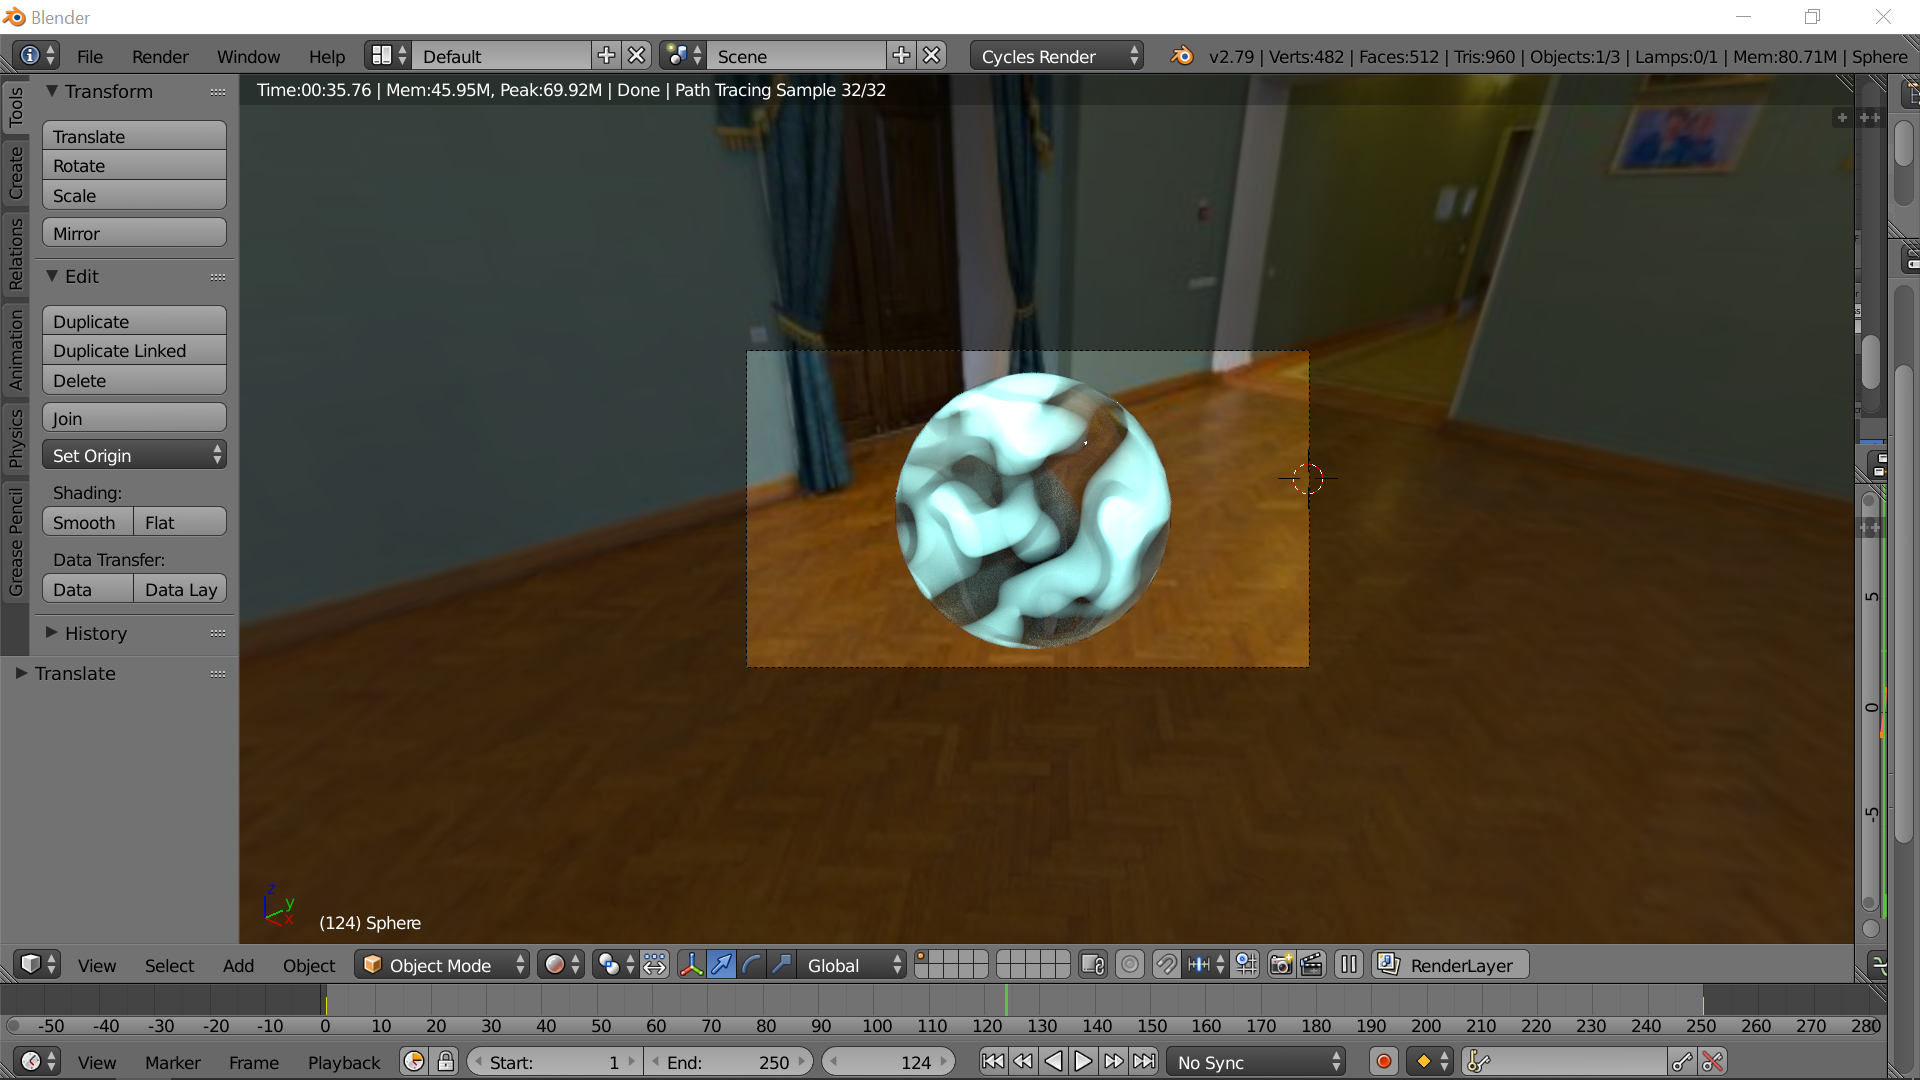 Blender
File Render Window Help Default Scene Cycles Render v2.79 | Verts:482 | Faces:512 | Tris:960 | Objects:1/3 | Lamps:0/1 | Mem:80.71M | Sphere
Time:00:35.76 | Mem:45.95M, Peak:69.92M | Done | Path Tracing Sample 32/32
Tools
Create
Relations
Animation
Physics
Grease Pencil
Transform
Translate
Rotate
Scale
Mirror
Edit
Duplicate
Duplicate Linked
Delete
Join
Set Origin
Shading:
Smooth Flat
Data Transfer:
Data Data Lay
History
Translate
5
0
-5
z
y
x
(124) Sphere
View Select Add Object Object Mode Global RenderLayer
-50 -40 -30 -20 -10 0 10 20 30 40 50 60 70 80 90 100 110 120 130 140 150 160 170 180 190 200 210 220 230 240 250 260 270 280
View Marker Frame Playback Start: 1 End: 250 124 No Sync